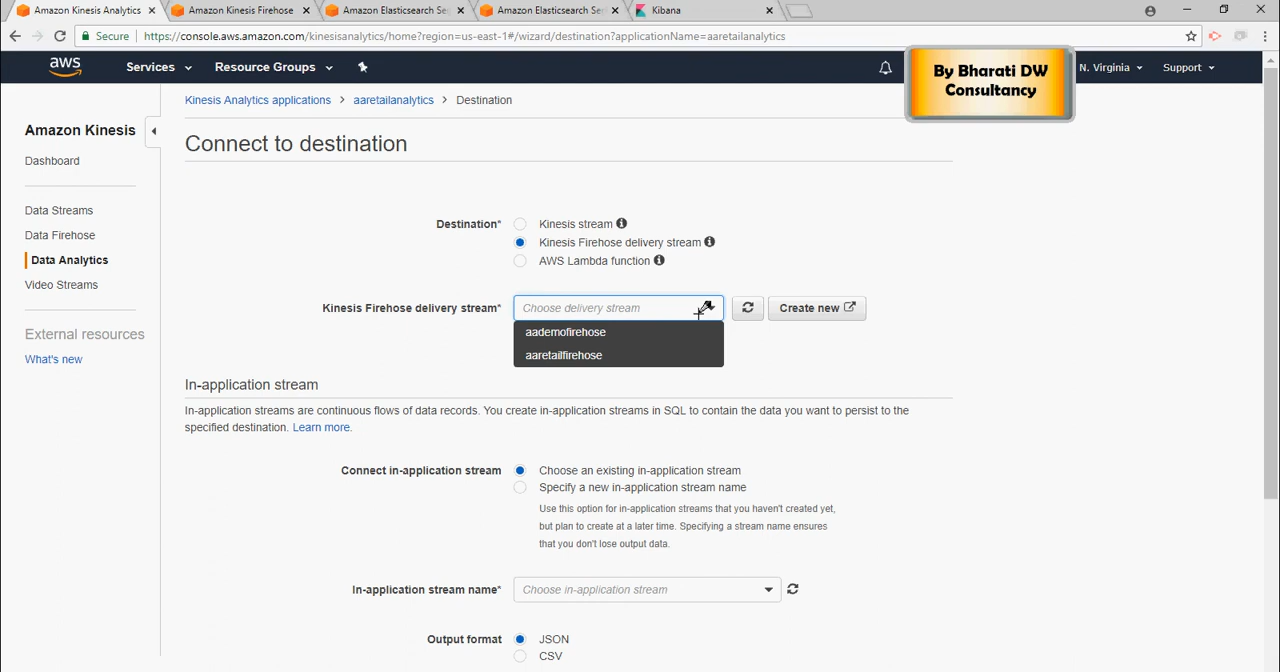 Amazon Kinesis Analytics
Amazon Kinesis Firehose
Amazon Elasticsearch Se
Amazon Elasticsearch Se
Kibana
Secure
https://console.aws.amazon.com/kinesisanalytics/home?region=us-east-1#/wizard/destination?applicationName=aaretailanalytics
aws
Services
Resource Groups
N. Virginia
Support
By Bharati DW
Consultancy
Amazon Kinesis
Dashboard
Data Streams
Data Firehose
Data Analytics
Video Streams
External resources
What's new
Kinesis Analytics applications > aaretailanalytics > Destination
Connect to destination
Destination*
Kinesis stream
Kinesis Firehose delivery stream
AWS Lambda function
Kinesis Firehose delivery stream*
Choose delivery stream
Create new
aademofirehose
aaretailfirehose
In-application stream
In-application streams are continuous flows of data records. You create in-application streams in SQL to contain the data you want to persist to the
specified destination. Learn more.
Connect in-application stream
Choose an existing in-application stream
Specify a new in-application stream name
Use this option for in-application streams that you haven't created yet,
but plan to create at a later time. Specifying a stream name ensures
that you don't lose output data.
In-application stream name*
Choose in-application stream
Output format
JSON
CSV